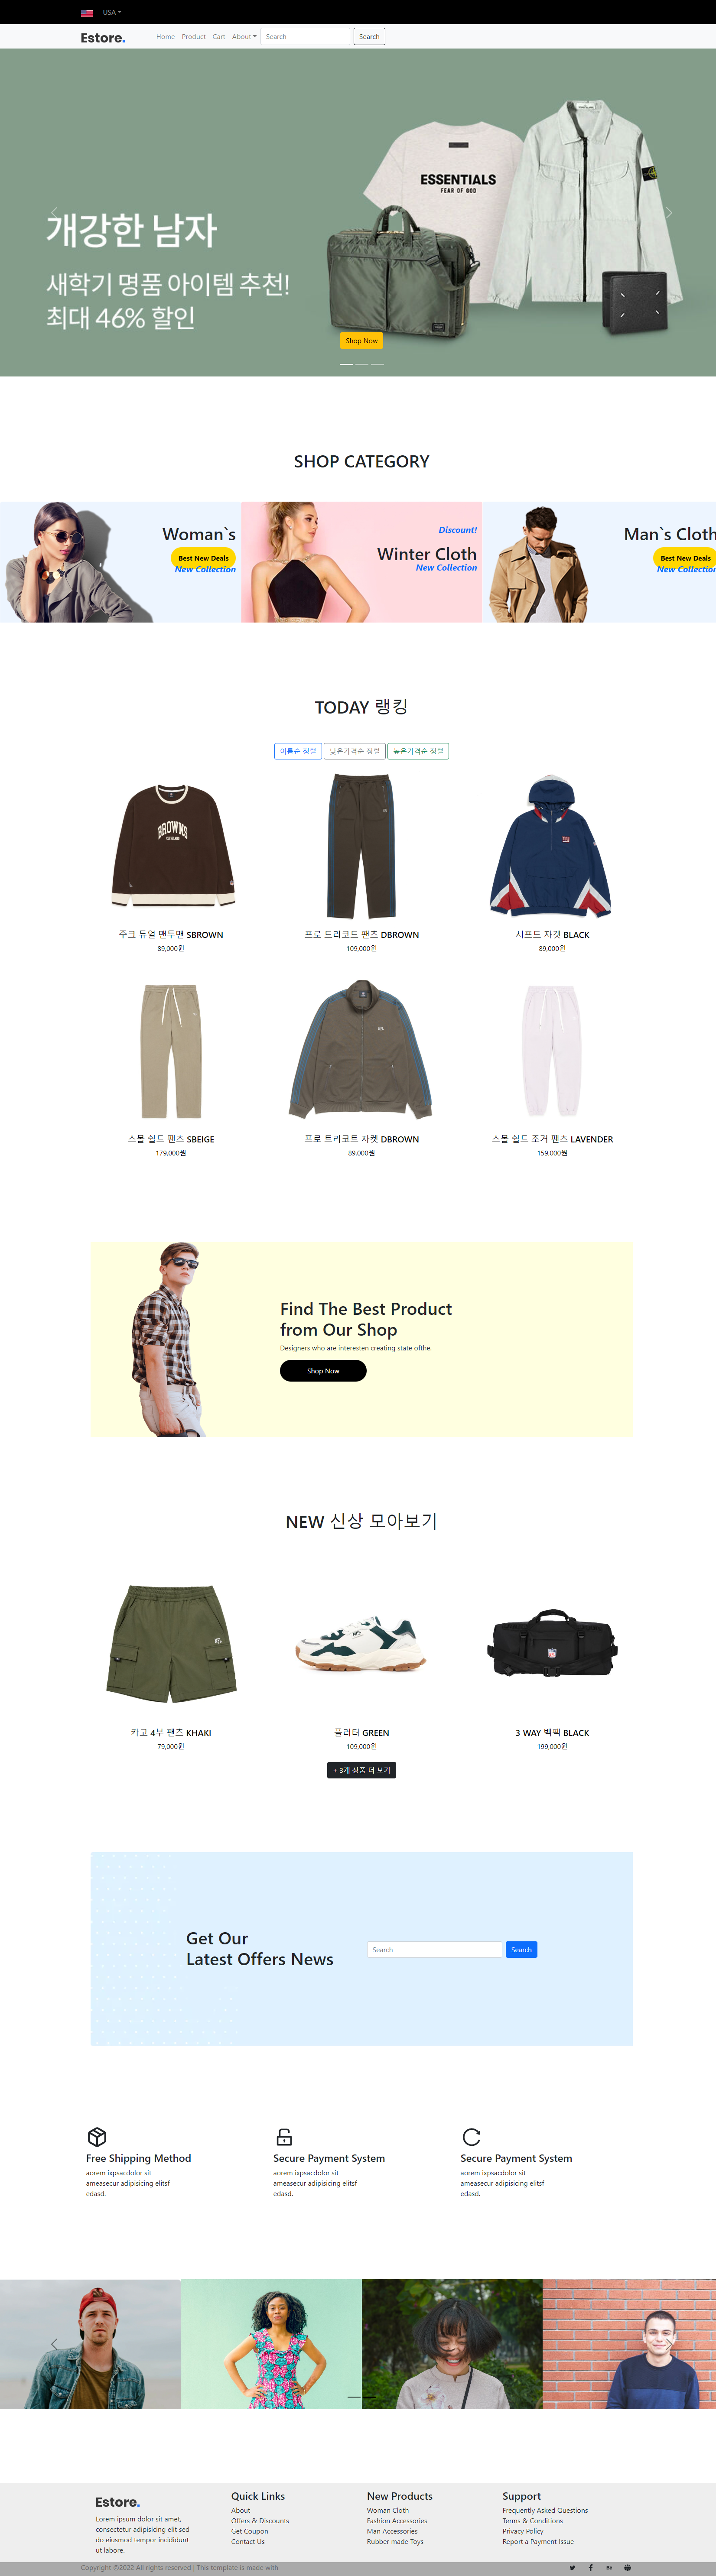 USA
Estore.
Home Product Cart About Search Search
ESSENTIALS
FEAR OF GOD
개강한 남자
새학기 명품 아이템 추천!
최대 46% 할인
Shop Now
SHOP CATEGORY
Woman`s
Best New Deals
New Collection
Discount!
Winter Cloth
New Collection
Man`s Cloth
Best New Deals
New Collection
TODAY 랭킹
이름순 정렬 낮은가격순 정렬 높은가격순 정렬
BROWNS
CLEVELAND
주크 듀얼 맨투맨 SBROWN
89,000원
프로 트리코트 팬츠 DBROWN
109,000원
시프트 자켓 BLACK
89,000원
스몰 쉴드 팬츠 SBEIGE
179,000원
프로 트리코트 자켓 DBROWN
89,000원
스몰 쉴드 조거 팬츠 LAVENDER
159,000원
Find The Best Product
from Our Shop
Designers who are interesten creating state ofthe.
Shop Now
NEW 신상 모아보기
NFL
카고 4부 팬츠 KHAKI
79,000원
플러터 GREEN
109,000원
3 WAY 백팩 BLACK
199,000원
+ 3개 상품 더 보기
Get Our
Latest Offers News
Search Search
Free Shipping Method
aorem ixpsacdolor sit
ameasecur adipisicing elitsf
edasd.
Secure Payment System
aorem ixpsacdolor sit
ameasecur adipisicing elitsf
edasd.
Secure Payment System
aorem ixpsacdolor sit
ameasecur adipisicing elitsf
edasd.
Estore.
Lorem ipsum dolor sit amet,
consectetur adipisicing elit sed
do eiusmod tempor incididunt
ut labore.
Quick Links
About
Offers & Discounts
Get Coupon
Contact Us
New Products
Woman Cloth
Fashion Accessories
Man Accessories
Rubber made Toys
Support
Frequently Asked Questions
Terms & Conditions
Privacy Policy
Report a Payment Issue
Copyright ©2022 All rights reserved | This template is made with